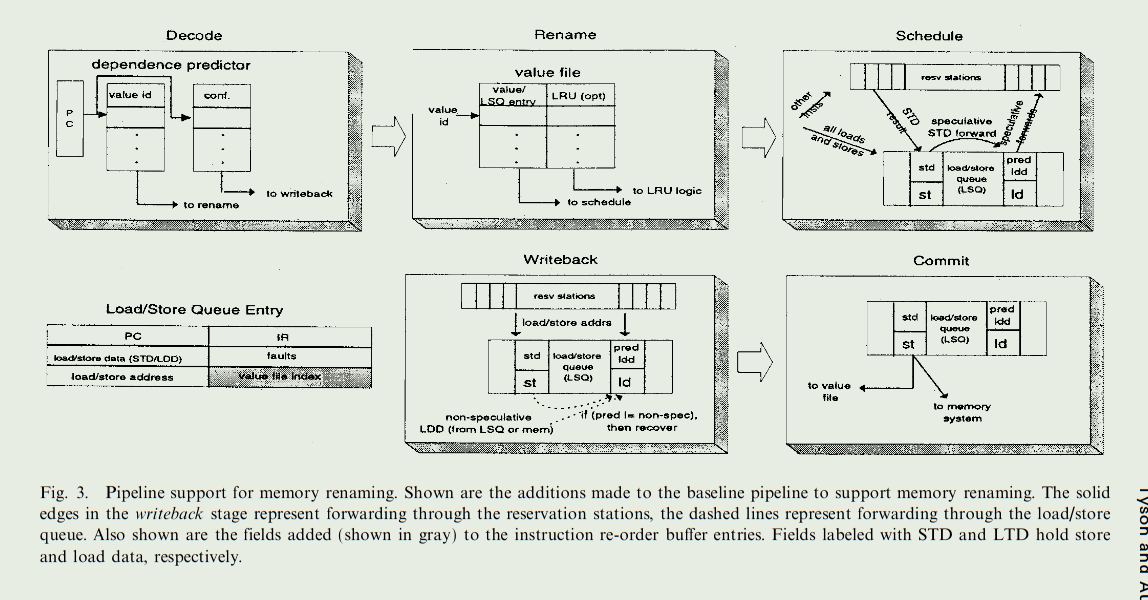 Decode
dependence predictor
PC
value id
conf.
to writeback
to rename
Rename
value file
value/
LSQ entry
LRU (opt)
value
id
to LRU logic
to schedule
Schedule
resv stations
other
insts
all loads
and stores
STD
result
speculative
STD forward
speculative
forwards
std
st
load/store
queue
(LSQ)
pred
ldd
ld
Load/Store Queue Entry
PC
IR
load/store data (STD/LDD)
faults
load/store address
value file index
Writeback
resv stations
load/store addrs
std
st
load/store
queue
(LSQ)
pred
ldd
ld
non-speculative
LDD (from LSQ or mem)
if (pred != non-spec),
then recover
Commit
std
st
load/store
queue
(LSQ)
pred
ldd
ld
to value
file
to memory
system
Fig. 3. Pipeline support for memory renaming. Shown are the additions made to the baseline pipeline to support memory renaming. The solid
edges in the writeback stage represent forwarding through the reservation stations, the dashed lines represent forwarding through the load/store
queue. Also shown are the fields added (shown in gray) to the instruction re-order buffer entries. Fields labeled with STD and LTD hold store
and load data, respectively.
Tyson and